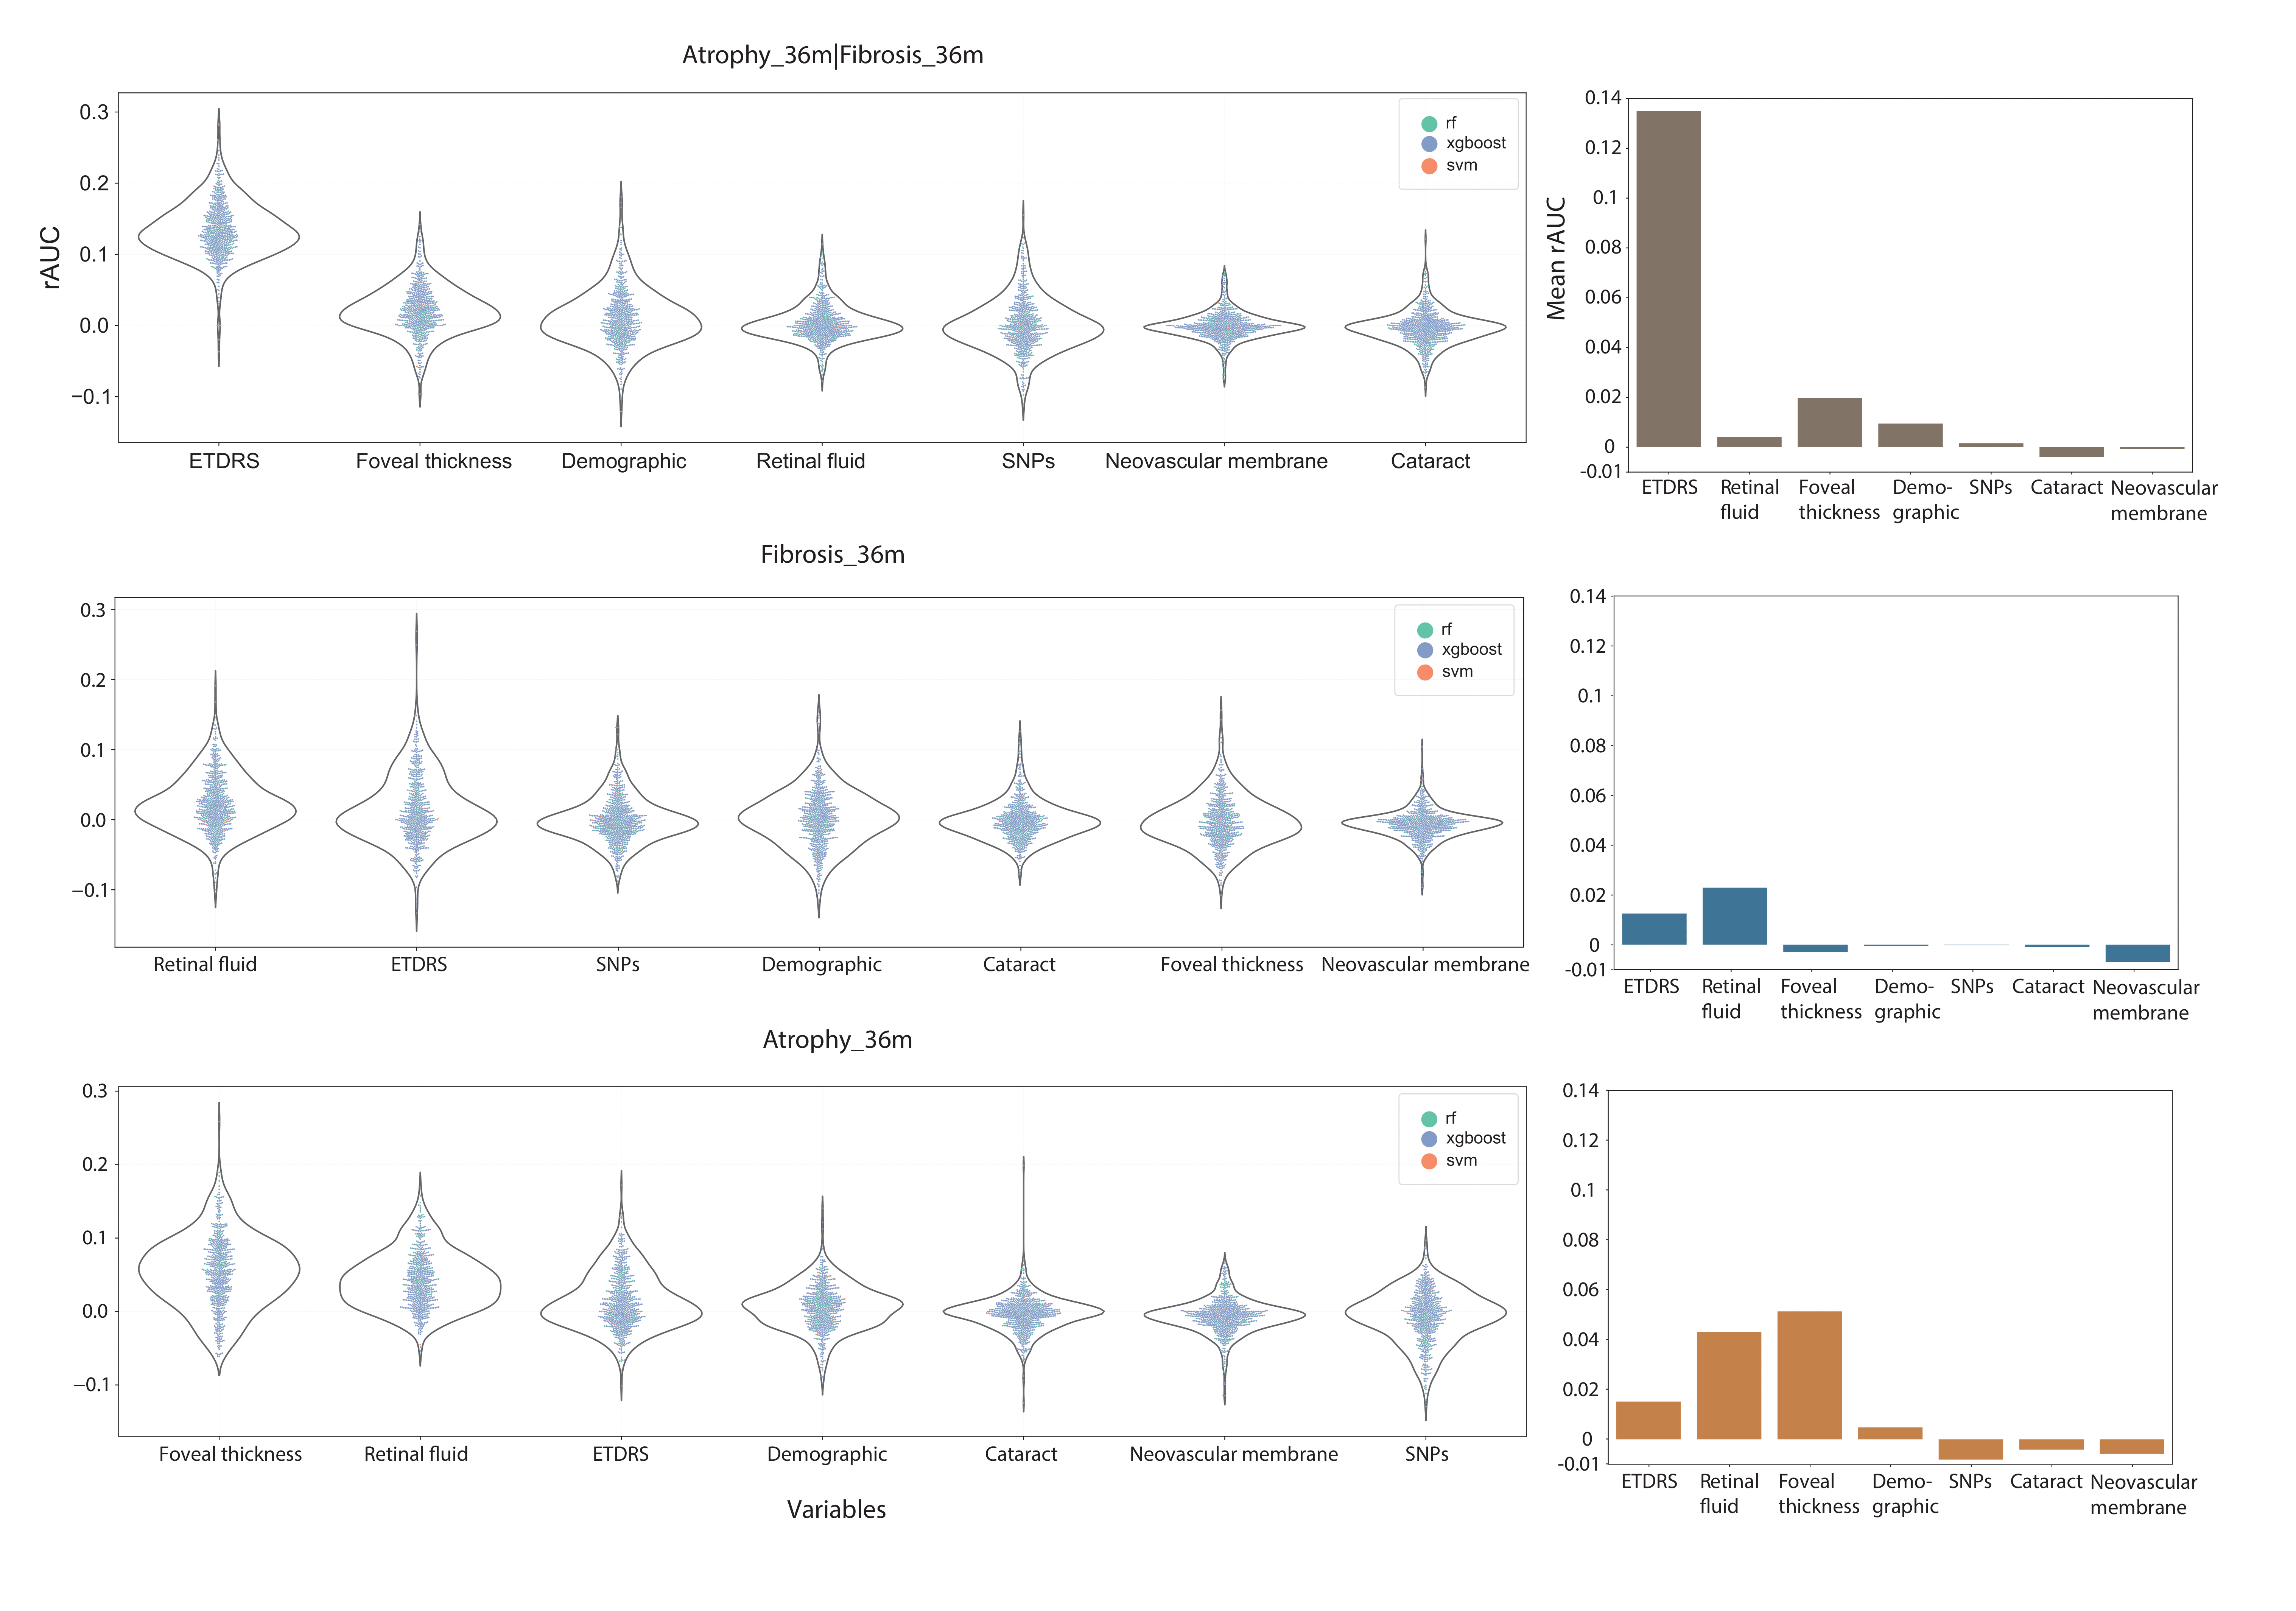 Atrophy_36m|Fibrosis_36m
rAUC
0.3
0.2
0.1
0.0
−0.1
rf
xgboost
svm
ETDRS
Foveal thickness
Demographic
Retinal fluid
SNPs
Neovascular membrane
Cataract
Mean rAUC
0.14
0.12
0.1
0.08
0.06
0.04
0.02
0
-0.01
ETDRS
Retinal
fluid
Foveal
thickness
Demo-
graphic
SNPs
Cataract
Neovascular
membrane
Fibrosis_36m
0.3
0.2
0.1
0.0
−0.1
rf
xgboost
svm
Retinal fluid
ETDRS
SNPs
Demographic
Cataract
Foveal thickness
Neovascular membrane
0.14
0.12
0.1
0.08
0.06
0.04
0.02
0
-0.01
ETDRS
Retinal
fluid
Foveal
thickness
Demo-
graphic
SNPs
Cataract
Neovascular
membrane
Atrophy_36m
0.3
0.2
0.1
0.0
−0.1
rf
xgboost
svm
Foveal thickness
Retinal fluid
ETDRS
Demographic
Cataract
Neovascular membrane
SNPs
Variables
0.14
0.12
0.1
0.08
0.06
0.04
0.02
0
-0.01
ETDRS
Retinal
fluid
Foveal
thickness
Demo-
graphic
SNPs
Cataract
Neovascular
membrane